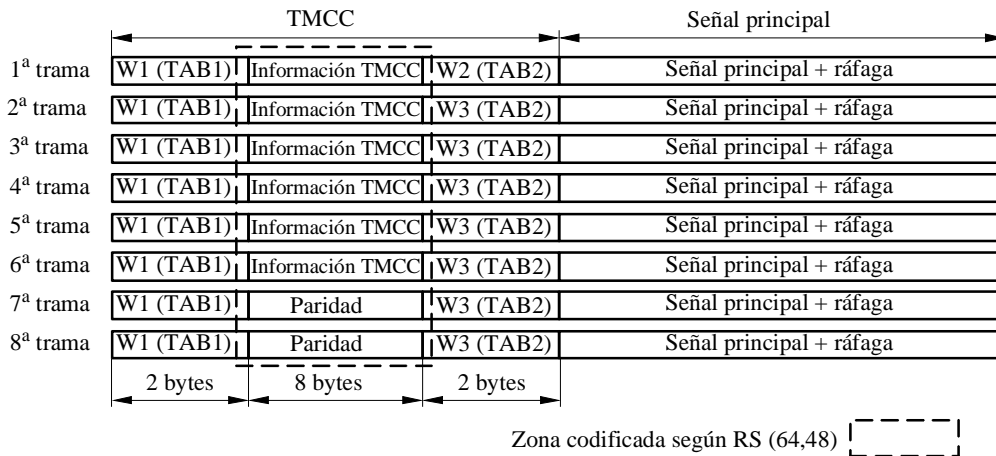 TMCC Señal principal
1ª trama W1 (TAB1) Información TMCC W2 (TAB2) Señal principal + ráfaga
2ª trama W1 (TAB1) Información TMCC W3 (TAB2) Señal principal + ráfaga
3ª trama W1 (TAB1) Información TMCC W3 (TAB2) Señal principal + ráfaga
4ª trama W1 (TAB1) Información TMCC W3 (TAB2) Señal principal + ráfaga
5ª trama W1 (TAB1) Información TMCC W3 (TAB2) Señal principal + ráfaga
6ª trama W1 (TAB1) Información TMCC W3 (TAB2) Señal principal + ráfaga
7ª trama W1 (TAB1) Paridad W3 (TAB2) Señal principal + ráfaga
8ª trama W1 (TAB1) Paridad W3 (TAB2) Señal principal + ráfaga
2 bytes 8 bytes 2 bytes
Zona codificada según RS (64,48)